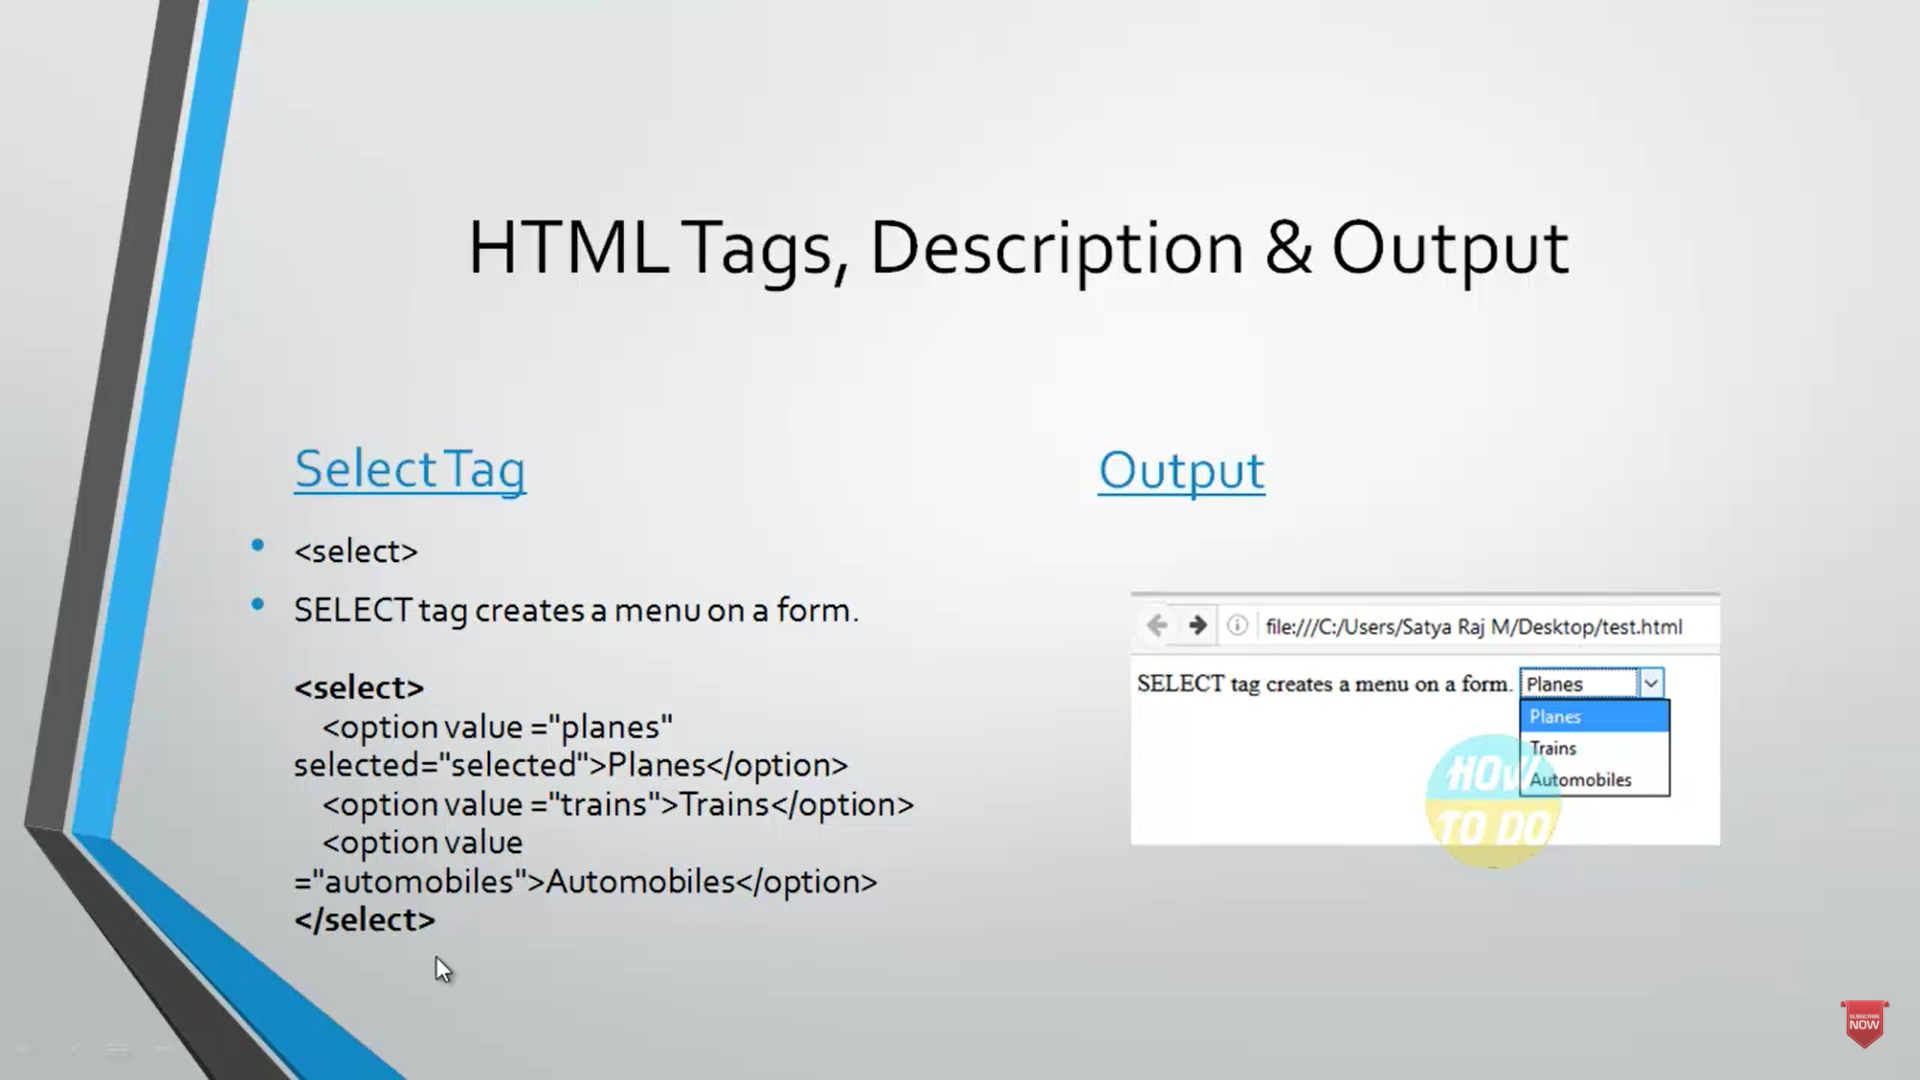 HTML Tags, Description & Output
Select Tag
<select>
SELECT tag creates a menu on a form.
<select>
<option value ="planes"
selected="selected">Planes</option>
<option value ="trains">Trains</option>
<option value
="automobiles">Automobiles</option>
</select>
Output
file:///C:/Users/Satya Raj M/Desktop/test.html
SELECT tag creates a menu on a form. Planes
Planes
Trains
Automobiles
HOW
TO DO
SUBSCRIBE
NOW